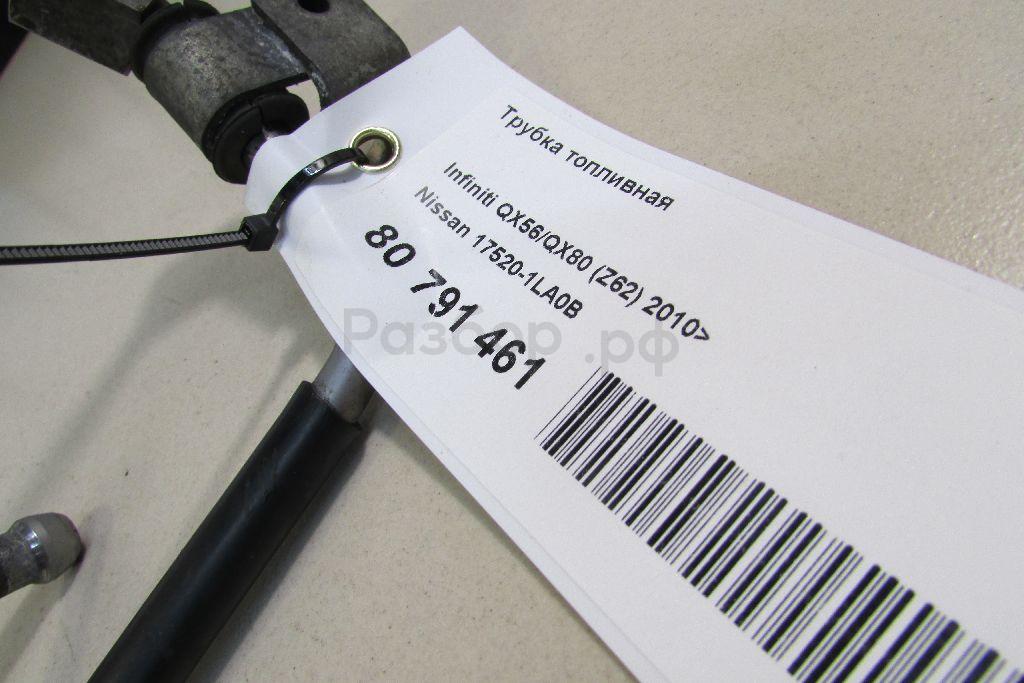 Трубка топливная
Infiniti QX56/QX80 (Z62) 2010>
Nissan 17520-1LA0B
80 791 461
Разбор.рф